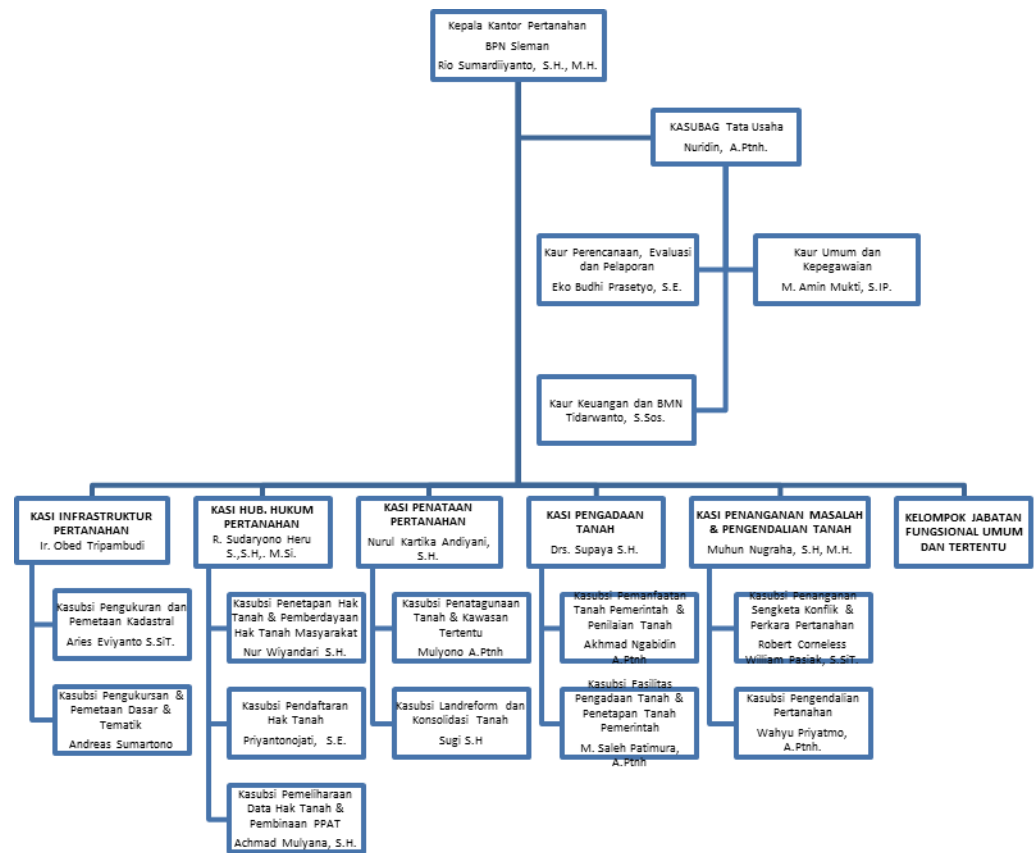 Kepala Kantor Pertanahan
BPN Sleman
Rio Sumardiiyanto, S.H., M.H.
KASUBAG Tata Usaha
Nuridin, A.Ptnh.
Kaur Perencanaan, Evaluasi
dan Pelaporan
Eko Budhi Prasetyo, S.E.
Kaur Umum dan
Kepegawaian
M. Amin Mukti, S.IP.
Kaur Keuangan dan BMN
Tidarwanto, S.Sos.
KASI INFRASTRUKTUR
PERTANAHAN
Ir. Obed Tripambudi
KASI HUB. HUKUM
PERTANAHAN
R. Sudaryono Heru
S.,S.H,. M.Si.
KASI PENATAAN
PERTANAHAN
Nurul Kartika Andiyani,
S.H.
KASI PENGADAAN
TANAH
Drs. Supaya S.H.
KASI PENANGANAN MASALAH
& PENGENDALIAN TANAH
Muhun Nugraha, S.H, M.H.
KELOMPOK JABATAN
FUNGSIONAL UMUM
DAN TERTENTU
Kasubsi Pengukuran dan
Pemetaan Kadastral
Aries Eviyanto S.SiT.
Kasubsi Penetapan Hak
Tanah & Pemberdayaan
Hak Tanah Masyarakat
Nur Wiyandari S.H.
Kasubsi Penatagunaan
Tanah & Kawasan
Tertentu
Mulyono A.Ptnh
Kasubsi Pemanfaatan
Tanah Pemerintah &
Penilaian Tanah
Akhmad Ngabidin
A.Ptnh
Kasubsi Penanganan
Sengketa Konflik &
Perkara Pertanahan
Robert Corneless
William Pasiak, S.SiT.
Kasubsi Pengukursan &
Pemetaan Dasar &
Tematik
Andreas Sumartono
Kasubsi Pendaftaran
Hak Tanah
Priyantonojati, S.E.
Kasubsi Landreform dan
Konsolidasi Tanah
Sugi S.H
Kasubsi Fasilitas
Pengadaan Tanah &
Penetapan Tanah
Pemerintah
M. Saleh Patimura,
A.Ptnh
Kasubsi Pengendalian
Pertanahan
Wahyu Priyatmo,
A.Ptnh.
Kasubsi Pemeliharaan
Data Hak Tanah &
Pembinaan PPAT
Achmad Mulyana, S.H.